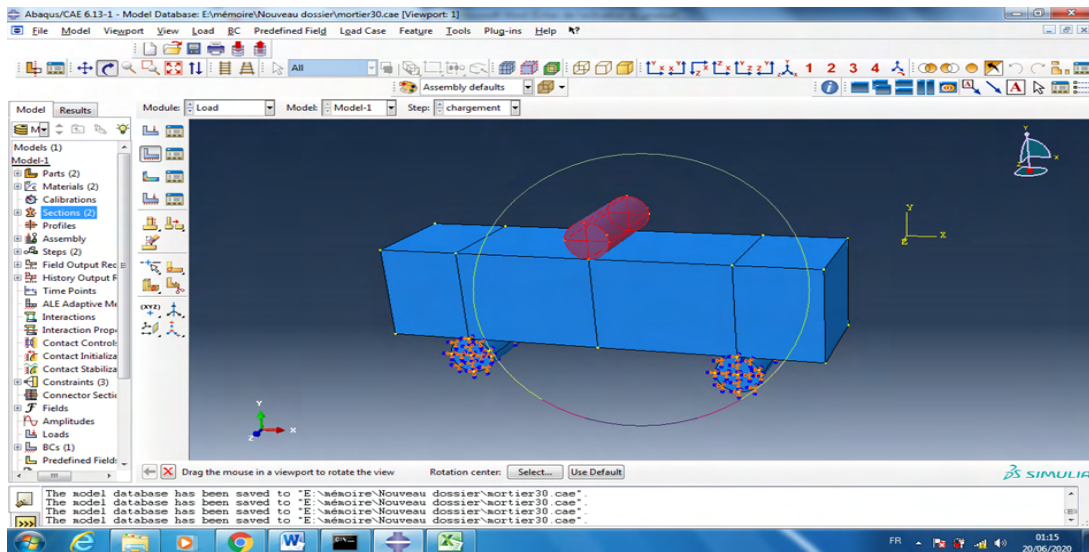 Abaqus/CAE 6.13-1 - Model Database: E:\mémoire\Nouveau dossier\mortier30.cae [Viewport: 1]
File Model Viewport View Load BC Predefined Field Load Case Feature Tools Plug-ins Help
All
1 2 3 4
Assembly defaults
Model Results
Module: Load Model: Model-1 Step: chargement
Models (1)
Model-1
Parts (2)
Materials (2)
Calibrations
Sections (2)
Profiles
Assembly
Steps (2)
Field Output Rec
History Output F
Time Points
ALE Adaptive Me
Interactions
Interaction Prope
Contact Controls
Contact Initializa
Contact Stabiliza
Constraints (3)
Connector Sectio
Fields
Amplitudes
Loads
BCs (1)
Predefined Fields
(XYZ)
Y
X
Z
Y
X
Z
Y
X
Z
Drag the mouse in a viewport to rotate the view Rotation center: Select... Use Default
SIMULIA
The model database has been saved to "E:\mémoire\Nouveau dossier\mortier30.cae".
The model database has been saved to "E:\mémoire\Nouveau dossier\mortier30.cae".
The model database has been saved to "E:\mémoire\Nouveau dossier\mortier30.cae".
The model database has been saved to "E:\mémoire\Nouveau dossier\mortier30.cae".
FR
01:15
20/06/2020